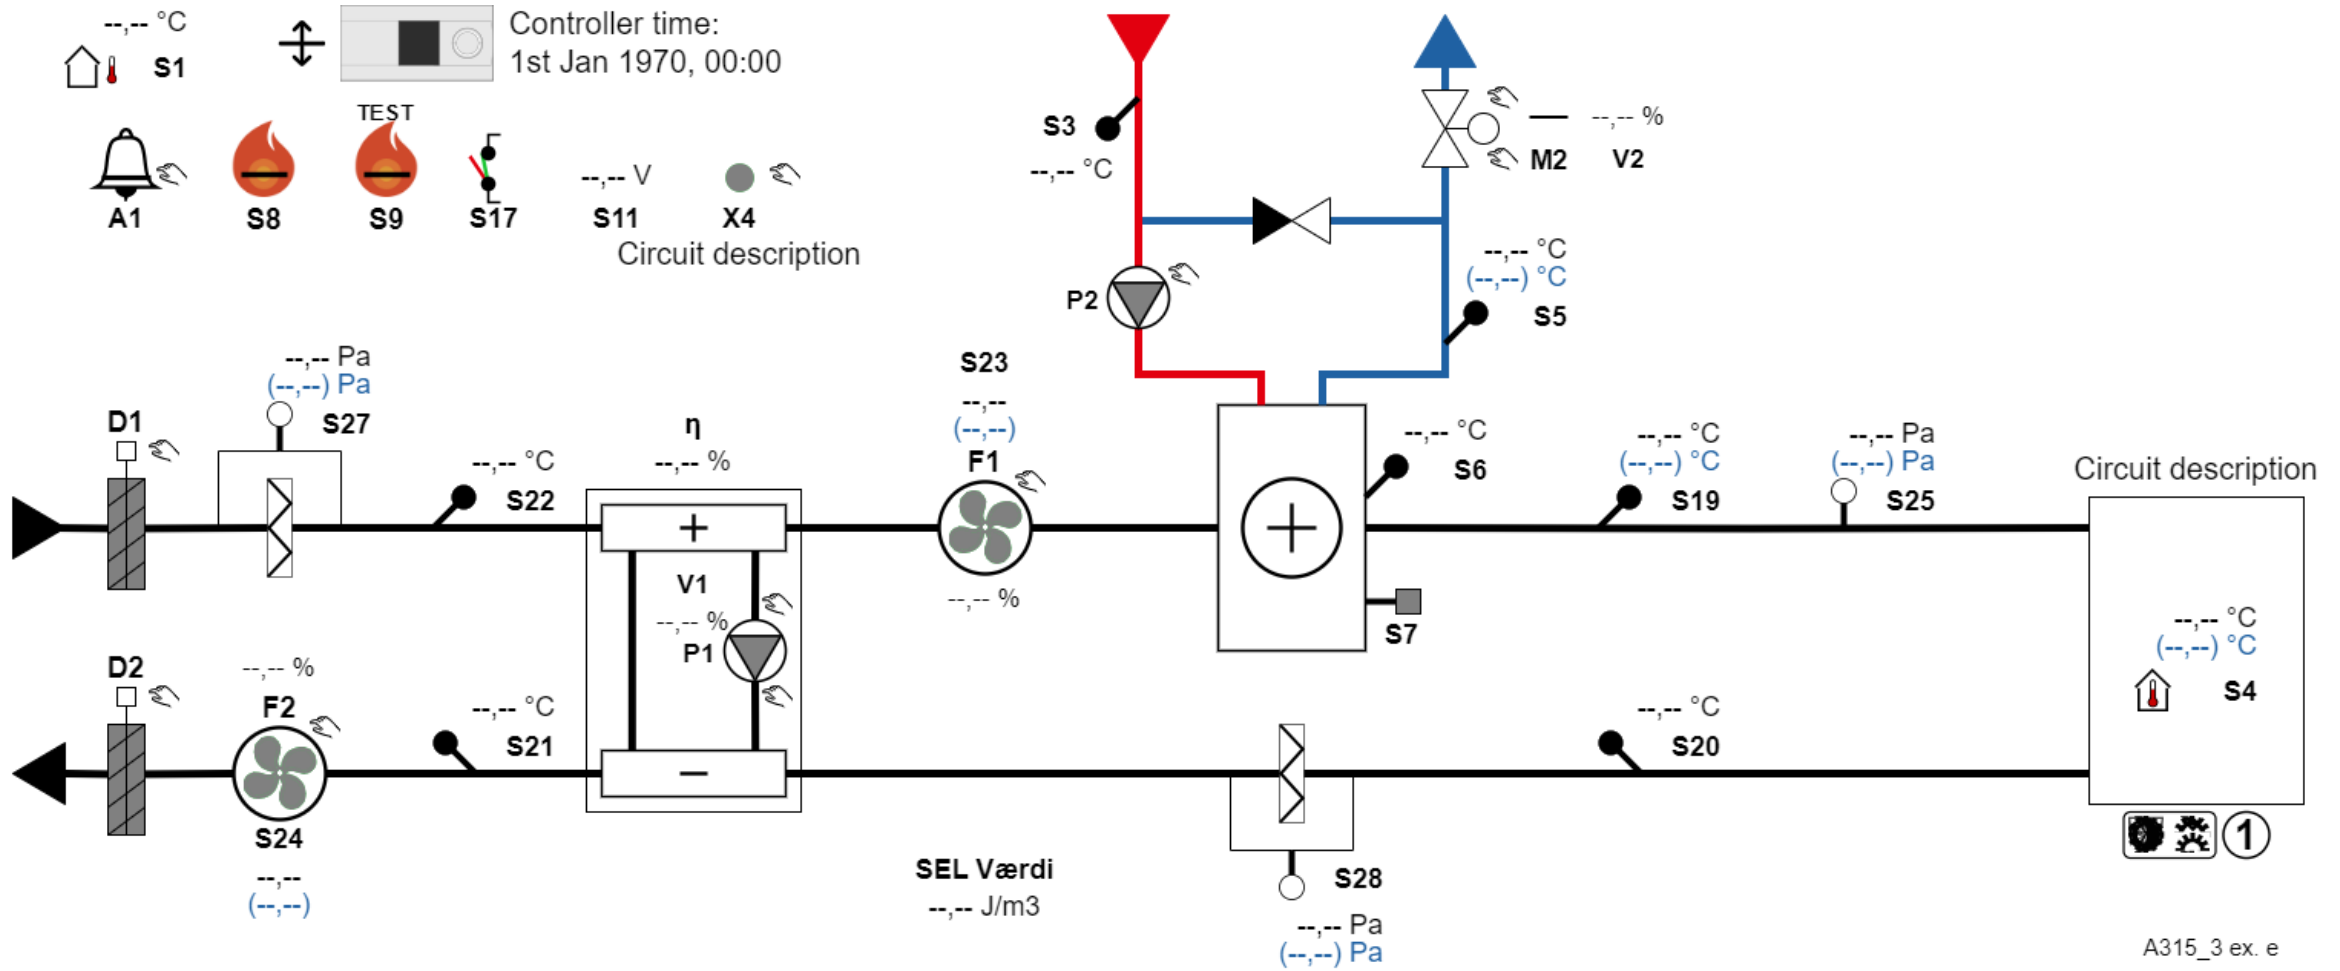 --,-- °C
S1
Controller time:
1st Jan 1970, 00:00
TEST
A1
S8
S9
S17
--,-- V
S11
X4
Circuit description
S3
--,-- °C
--,-- %
M2
V2
P2
--,-- °C
(--,--) °C
S5
--,-- Pa
(--,--) Pa
S27
D1
--,-- °C
S22
η
--,-- %
S23
--,--
(--,--)
F1
--,-- %
--,-- °C
S6
S7
--,-- °C
(--,--) °C
S19
--,-- Pa
(--,--) Pa
S25
Circuit description
V1
--,-- %
P1
--,-- °C
(--,--) °C
S4
D2
--,-- %
F2
S24
--,--
(--,--)
--,-- °C
S21
--,-- °C
S20
SEL Værdi
--,-- J/m3
S28
--,-- Pa
(--,--) Pa
1
A315_3 ex. e